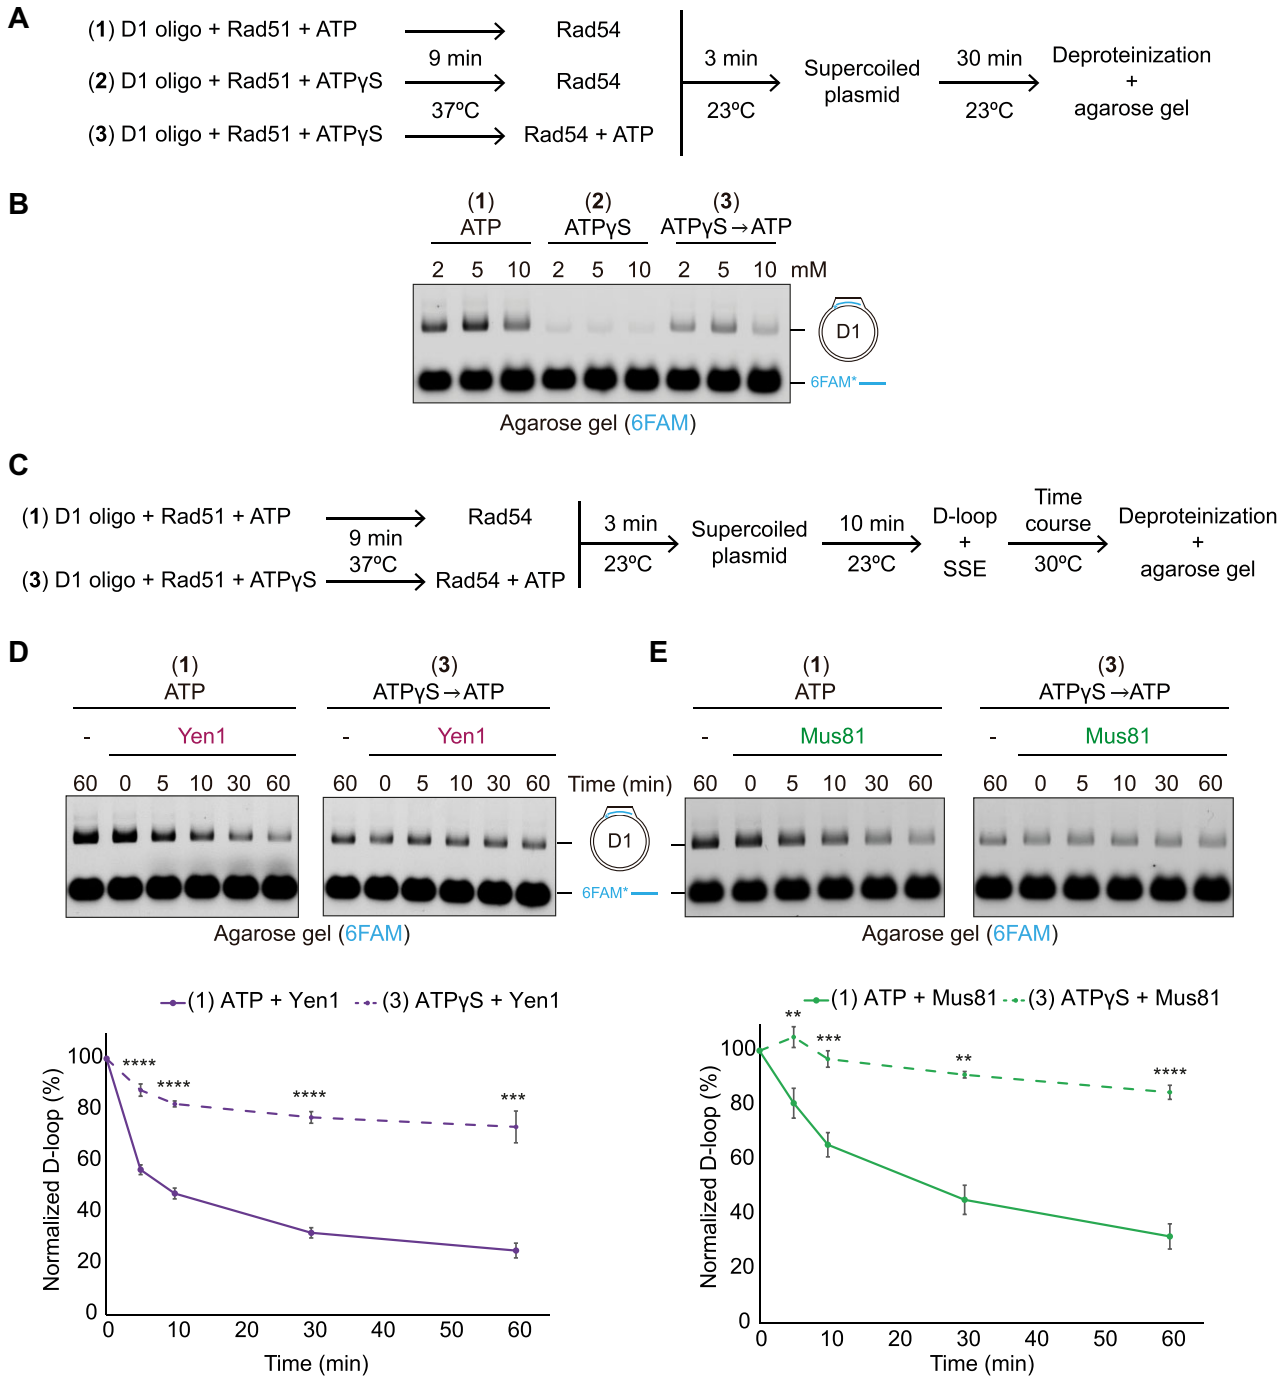 A
(1) D1 oligo + Rad51 + ATP
Rad54
(2) D1 oligo + Rad51 + ATPγS
9 min
37ºC
Rad54
(3) D1 oligo + Rad51 + ATPγS
Rad54 + ATP
3 min
23ºC
Supercoiled
plasmid
30 min
23ºC
Deproteinization
+
agarose gel
B
(1) (2) (3)
ATP ATPγS ATPγS→ATP
2 5 10 2 5 10 2 5 10 mM
D1
6FAM*
Agarose gel (6FAM)
C
(1) D1 oligo + Rad51 + ATP
Rad54
9 min
37ºC
(3) D1 oligo + Rad51 + ATPγS
Rad54 + ATP
3 min
23ºC
Supercoiled
plasmid
10 min
23ºC
D-loop
+
SSE
Time
course
30ºC
Deproteinization
+
agarose gel
D
(1) (3)
ATP ATPγS→ATP
- Yen1 - Yen1
60 0 5 10 30 60 60 0 5 10 30 60 Time (min)
D1
6FAM*
Agarose gel (6FAM)
(1) ATP + Yen1 (3) ATPγS + Yen1
Normalized D-loop (%)
100
80
60
40
20
0
**** **** **** ***
0 10 20 30 40 50 60
Time (min)
E
(1) (3)
ATP ATPγS→ATP
- Mus81 - Mus81
60 0 5 10 30 60 60 0 5 10 30 60
Agarose gel (6FAM)
(1) ATP + Mus81 (3) ATPγS + Mus81
Normalized D-loop (%)
100
80
60
40
20
0
** *** ** ****
0 10 20 30 40 50 60
Time (min)